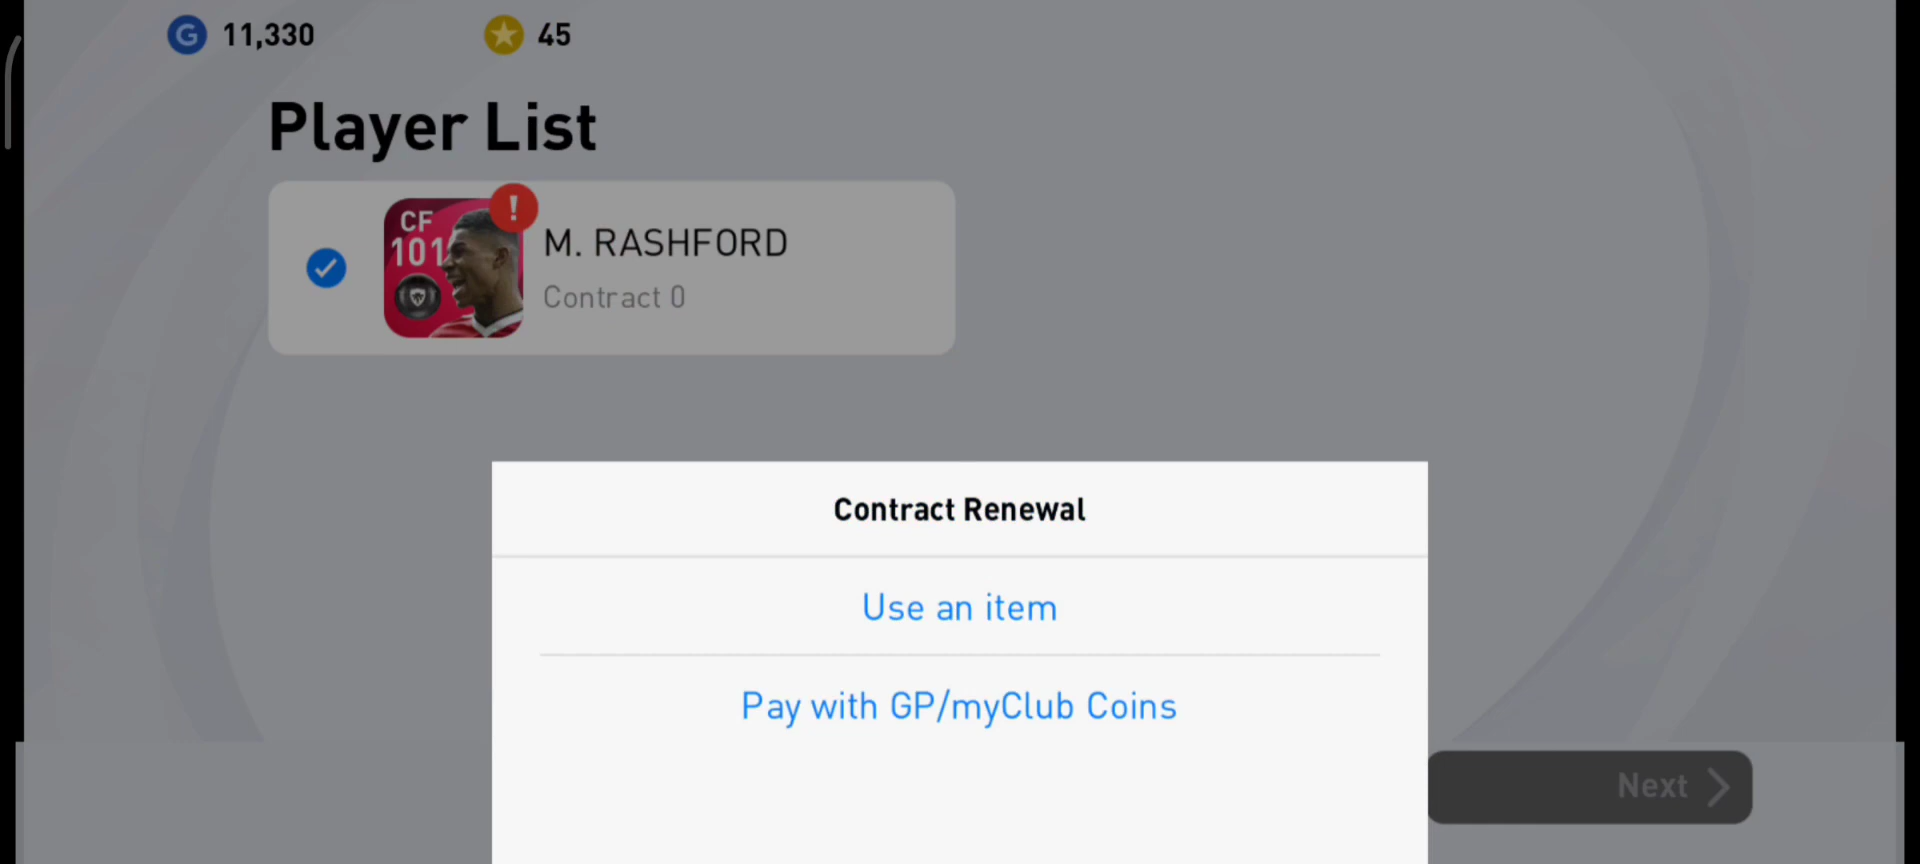 G 11,330 45
Player List
CF
101
!
M. RASHFORD
Contract 0
Contract Renewal
Use an item
Pay with GP/myClub Coins
Next